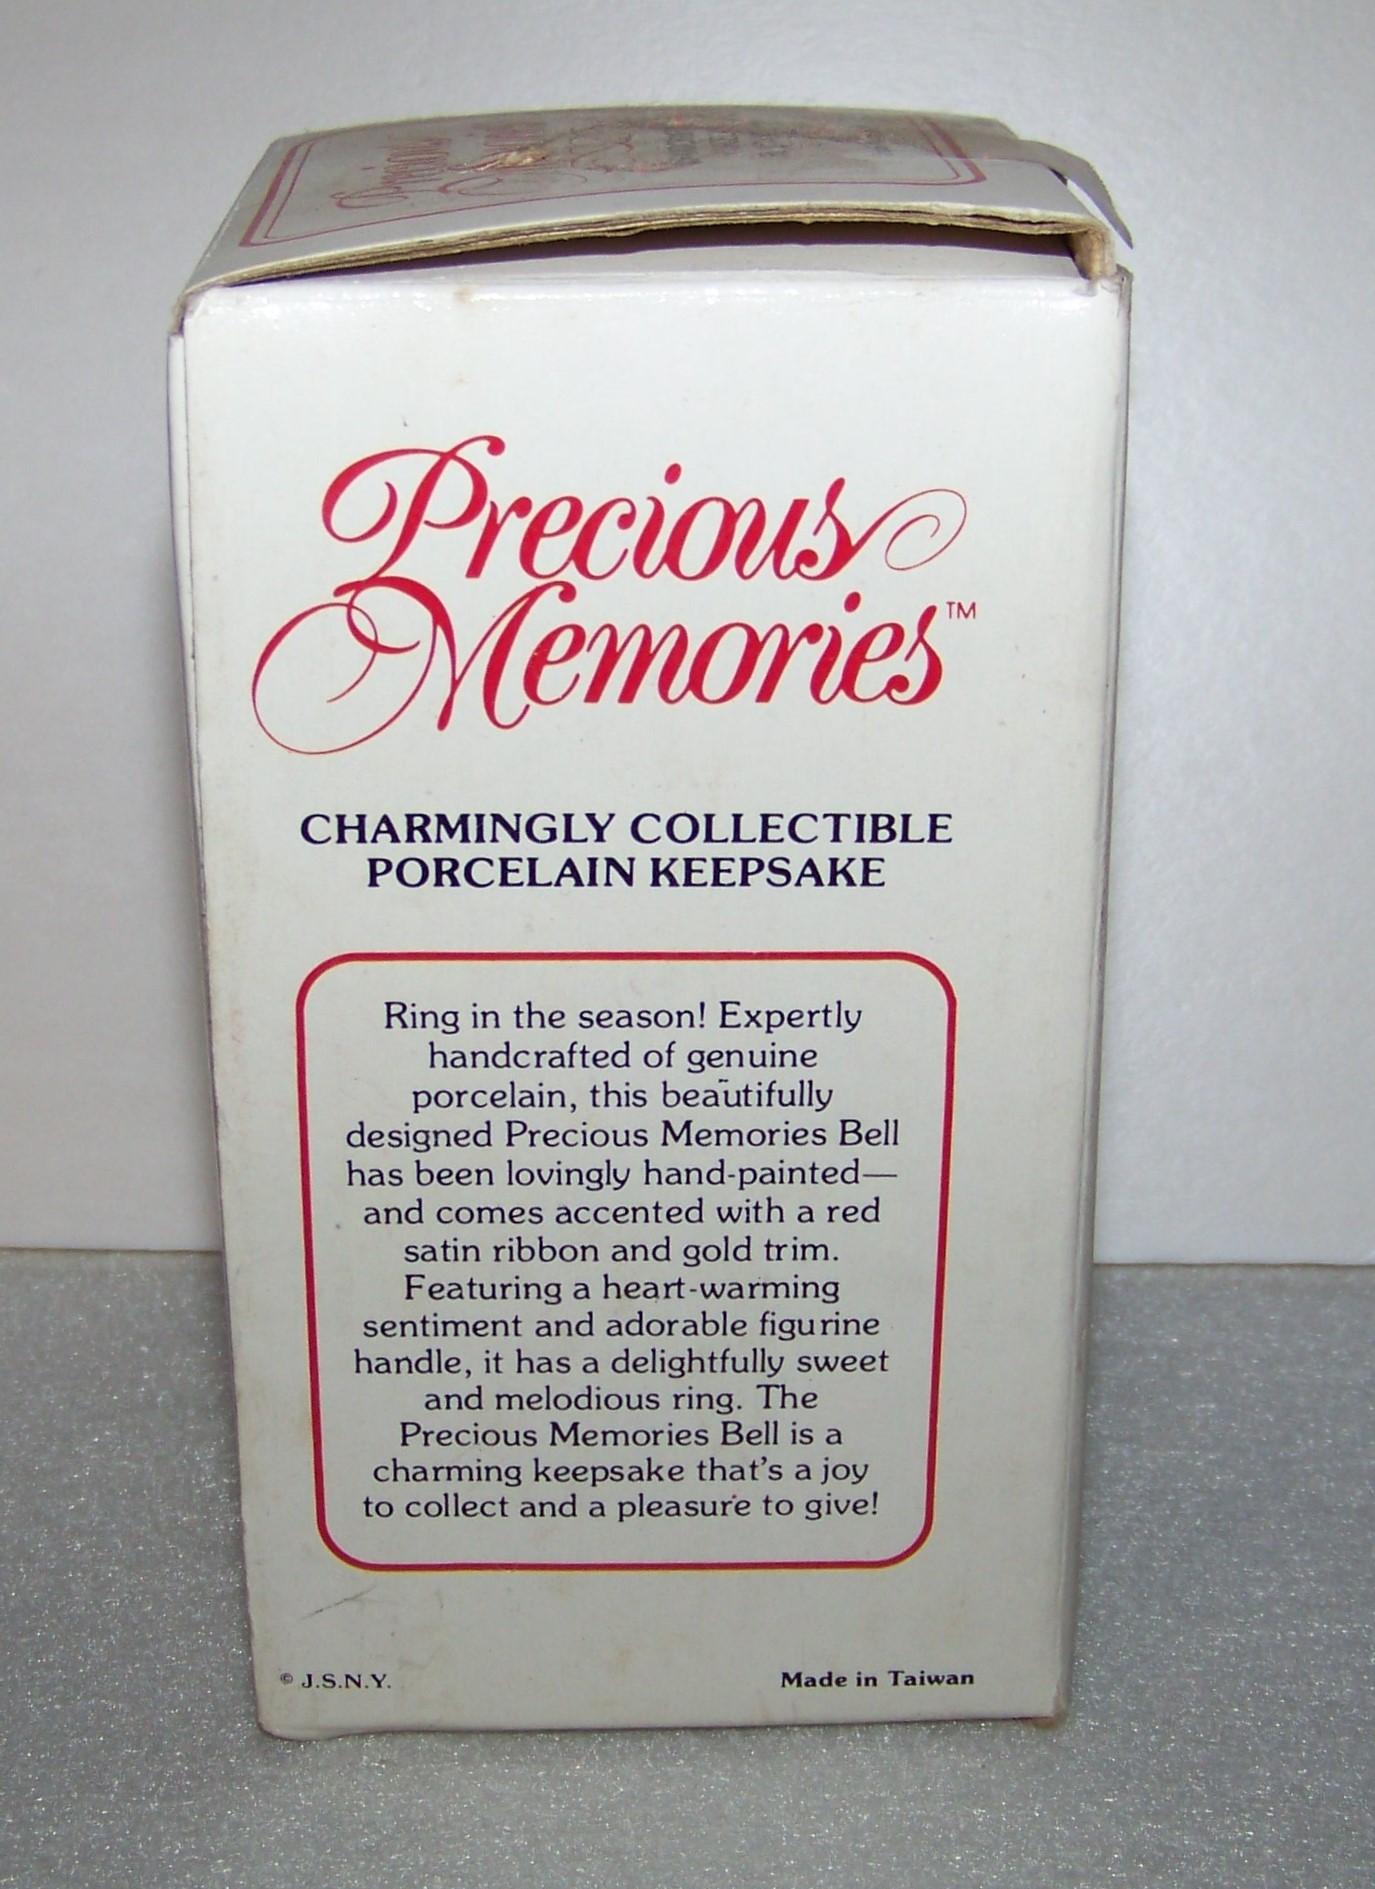 Precious
Memories
Precious
Memories™
CHARMINGLY COLLECTIBLE
PORCELAIN KEEPSAKE
Ring in the season! Expertly
handcrafted of genuine
porcelain, this beautifully
designed Precious Memories Bell
has been lovingly hand-painted—
and comes accented with a red
satin ribbon and gold trim.
Featuring a heart-warming
sentiment and adorable figurine
handle, it has a delightfully sweet
and melodious ring. The
Precious Memories Bell is a
charming keepsake that's a joy
to collect and a pleasure to give!
© J.S.N.Y.
Made in Taiwan